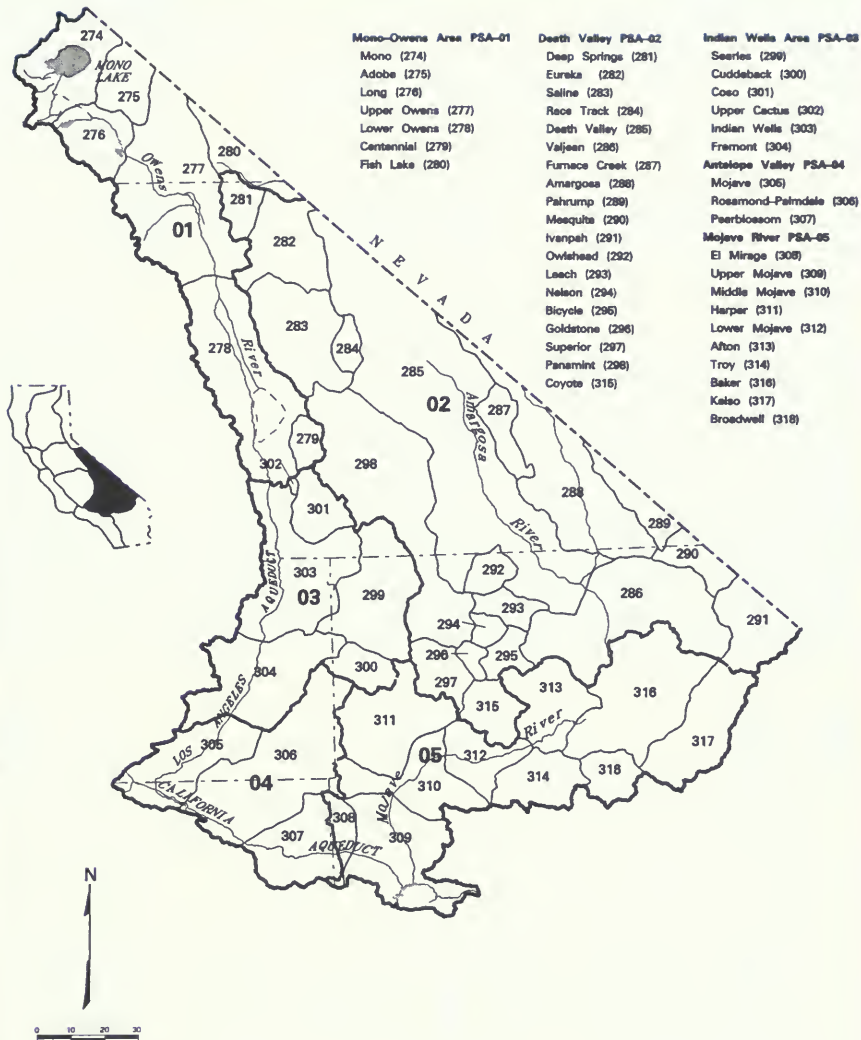 Mono–Owens Area PSA–01
Mono (274)
Adobe (275)
Long (276)
Upper Owens (277)
Lower Owens (278)
Centennial (279)
Fish Lake (280)
Death Valley PSA–02
Deep Springs (281)
Eureka (282)
Saline (283)
Race Track (284)
Death Valley (285)
Valjean (286)
Furnace Creek (287)
Amargosa (288)
Pahrump (289)
Mesquite (290)
Ivanpah (291)
Owlshead (292)
Leach (293)
Nelson (294)
Bicycle (295)
Goldstone (296)
Superior (297)
Panamint (298)
Coyote (315)
Indian Wells Area PSA–03
Searles (299)
Cuddeback (300)
Coso (301)
Upper Cactus (302)
Indian Wells (303)
Fremont (304)
Antelope Valley PSA–04
Mojave (305)
Rosamond–Palmdale (306)
Pearblossom (307)
Mojave River PSA–05
El Mirage (308)
Upper Mojave (309)
Middle Mojave (310)
Harper (311)
Lower Mojave (312)
Afton (313)
Troy (314)
Baker (316)
Kelso (317)
Broadwell (318)
274
MONO
LAKE
275
276
Owens
277
280
281
01
282
NEVADA
283
278
River
284
285
02
Amargosa
287
279
302
298
288
301
River
289
290
AQUEDUCT
303
292
03
299
293
286
291
294
296
295
304
300
297
313
316
ANGELES
315
311
River
LOS
305
306
05
312
317
04
314
318
CALAFORNIA
310
Mojave
308
307
AQUEDUCT
309
N
0 10 20 30